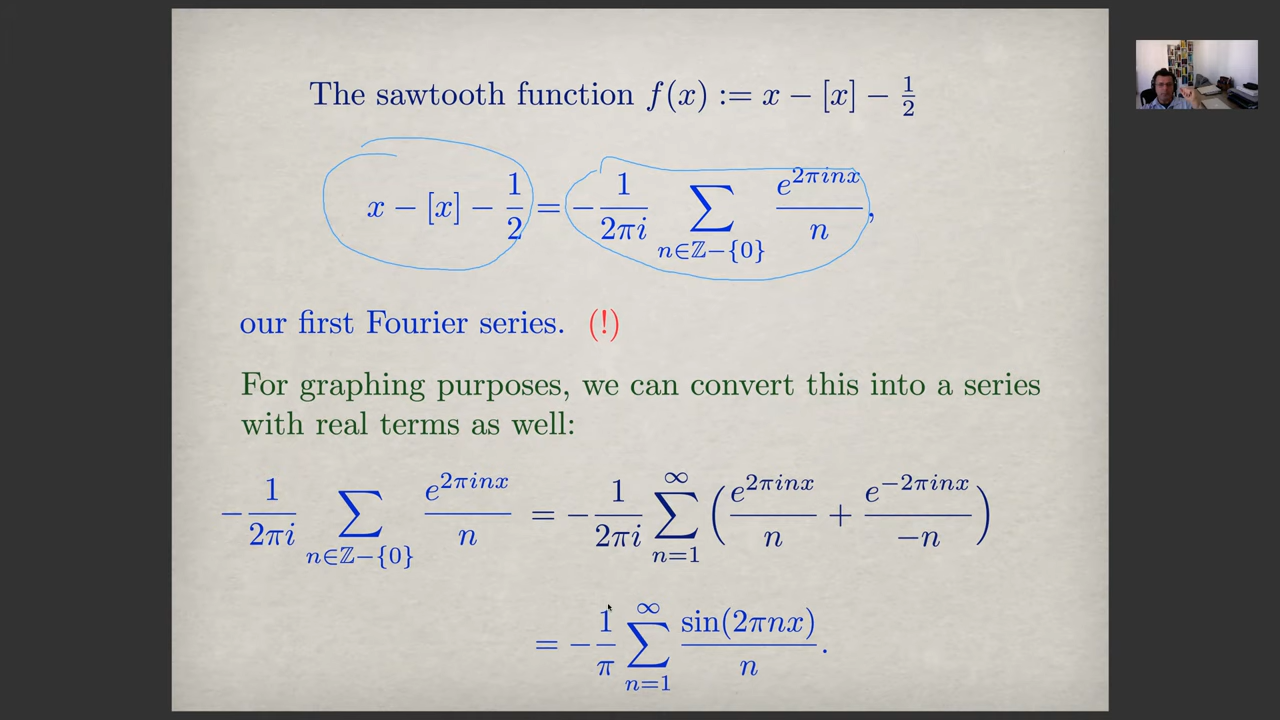 The sawtooth function f(x) := x − [x] − 1/2
x − [x] − 1/2 = −1/(2πi) ∑_{n∈ℤ−{0}} e^{2πinx}/n,
our first Fourier series. (!)
For graphing purposes, we can convert this into a series
with real terms as well:
−1/(2πi) ∑_{n∈ℤ−{0}} e^{2πinx}/n = −1/(2πi) ∑_{n=1}^{∞} (e^{2πinx}/n + e^{−2πinx}/−n)
= −1/π ∑_{n=1}^{∞} sin(2πnx)/n.